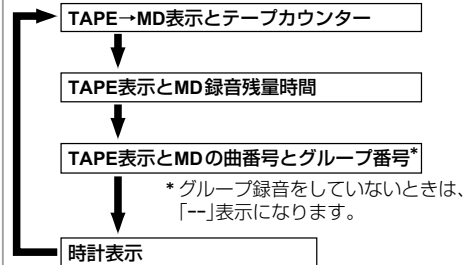 TAPE→MD表示とテープカウンター
TAPE表示とMD録音残量時間
TAPE表示とMDの曲番号とグループ番号*
* グループ録音をしていないときは、
「--」表示になります。
時計表示